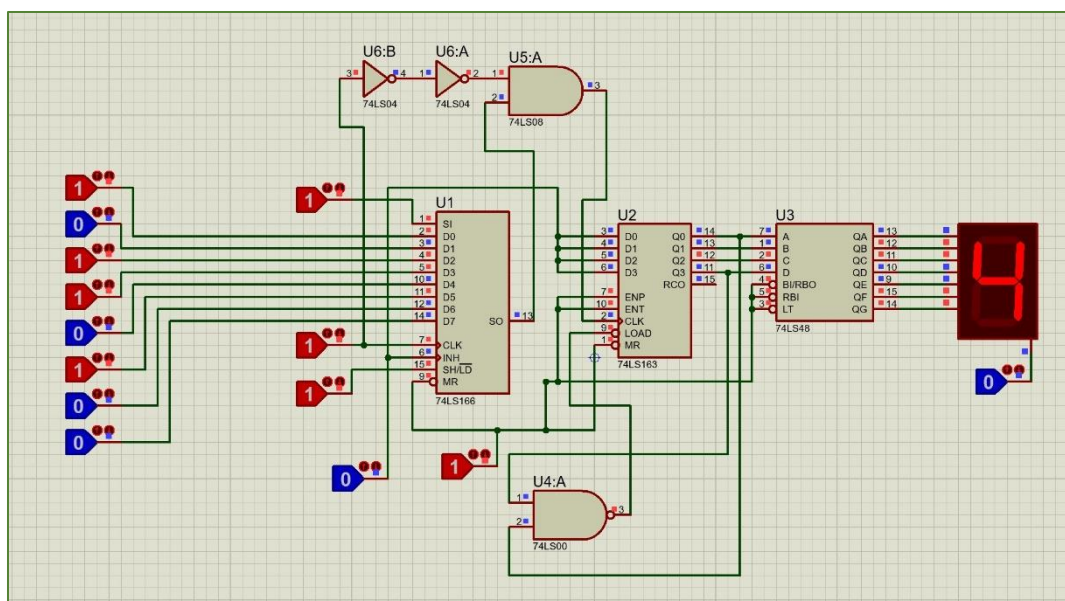 U6:B
3
4
74LS04
U6:A
1
2
74LS04
U5:A
1
2
3
74LS08
1
0
1
1
0
1
0
0
1
1
1
1
0
U1
1 SI
2 D0
3 D1
4 D2
5 D3
10 D4
11 D5
12 D6
14 D7
SO 13
7 CLK
6 INH
15 SH/LD
9 MR
74LS166
U2
3 D0 Q0 14
4 D1 Q1 13
5 D2 Q2 12
6 D3 Q3 11
RCO 15
7 ENP
10 ENT
2 CLK
9 LOAD
1 MR
74LS163
U3
7 A QA 13
1 B QB 12
2 C QC 11
6 D QD 10
4 BI/RBO QE 9
5 RBI QF 15
3 LT QG 14
74LS48
4
0
U4:A
1
2
3
74LS00